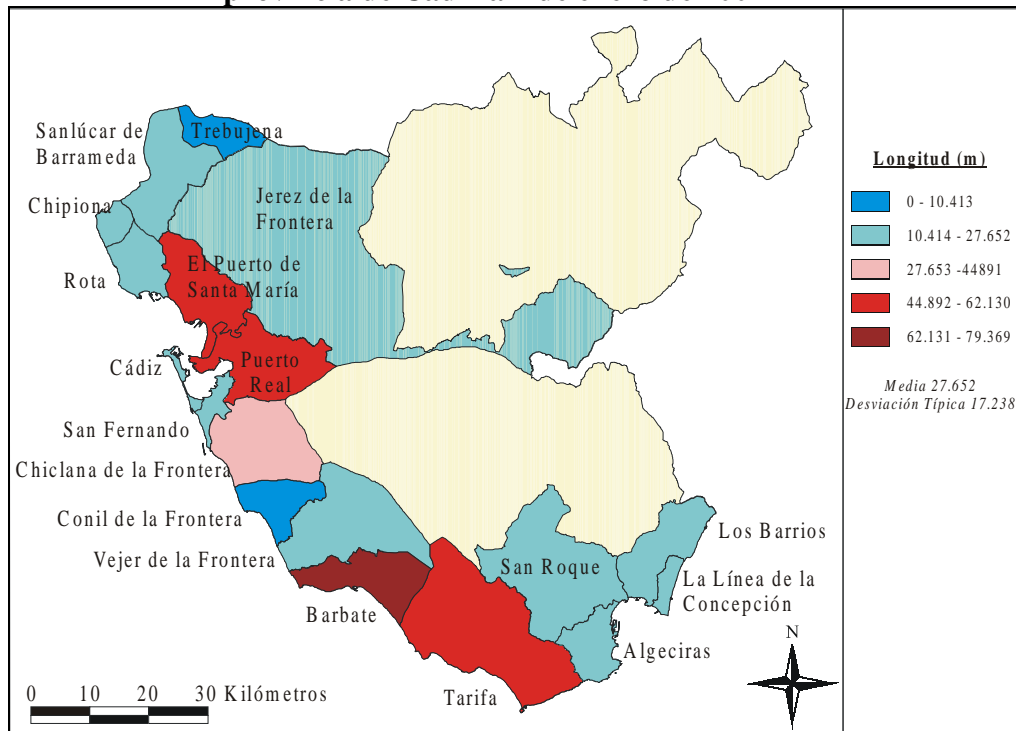 Sanlúcar de
Barrameda
Trebujena
Chipiona
Jerez de la
Frontera
Rota
El Puerto de
Santa María
Cádiz
Puerto
Real
San Fernando
Chiclana de la Frontera
Conil de la Frontera
Vejer de la Frontera
Barbate
Tarifa
San Roque
Los Barrios
La Línea de la
Concepción
Algeciras
N
0 10 20 30 Kilómetros
Longitud (m)
0 - 10.413
10.414 - 27.652
27.653 -44891
44.892 - 62.130
62.131 - 79.369
Media 27.652
Desviación Típica 17.238